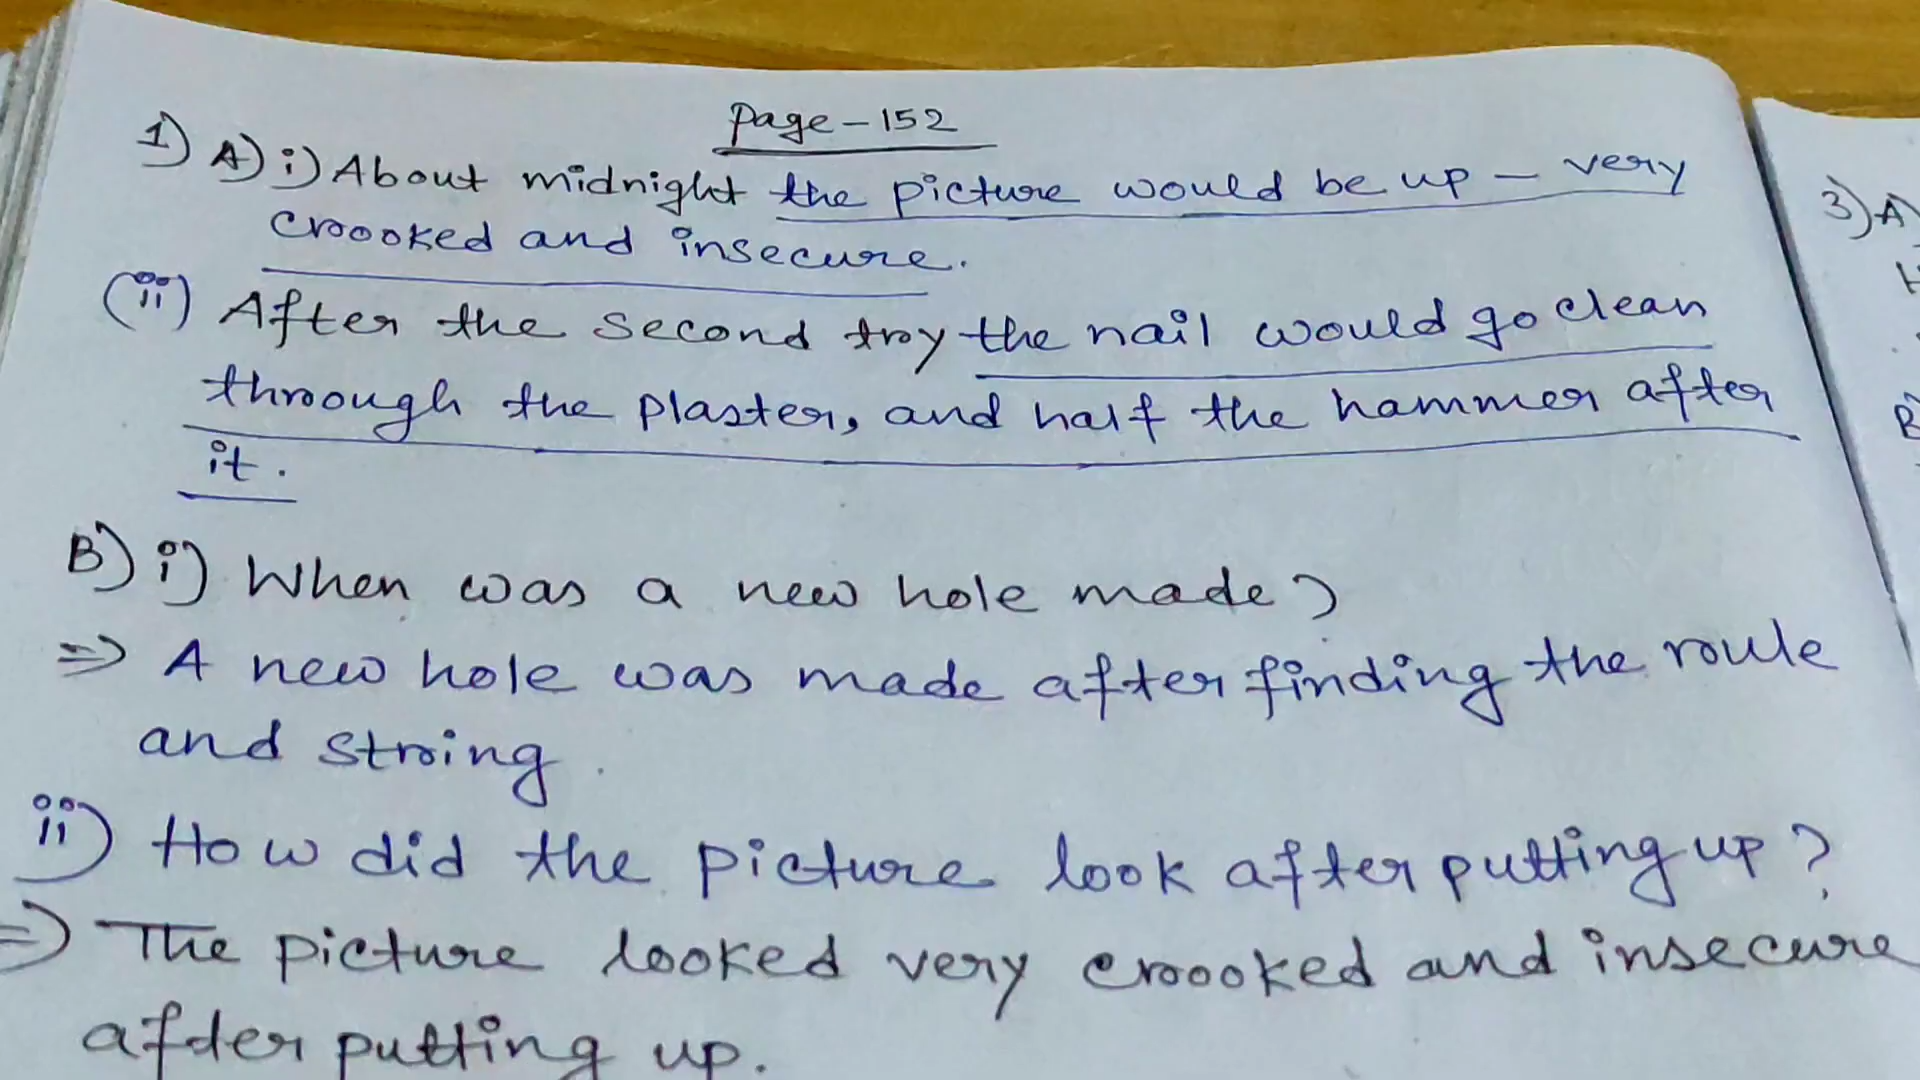 Page-152
1) A) i) About midnight the picture would be up - very
crooked and insecure.
(ii) After the second try the nail would go clean
through the plaster, and half the hammer after
it.
B) i) When was a new hole made?
⇒ A new hole was made after finding the roule
and string.
ii) How did the picture look after putting up?
⇒ The picture looked very crooked and insecure
after putting up.
3) A)